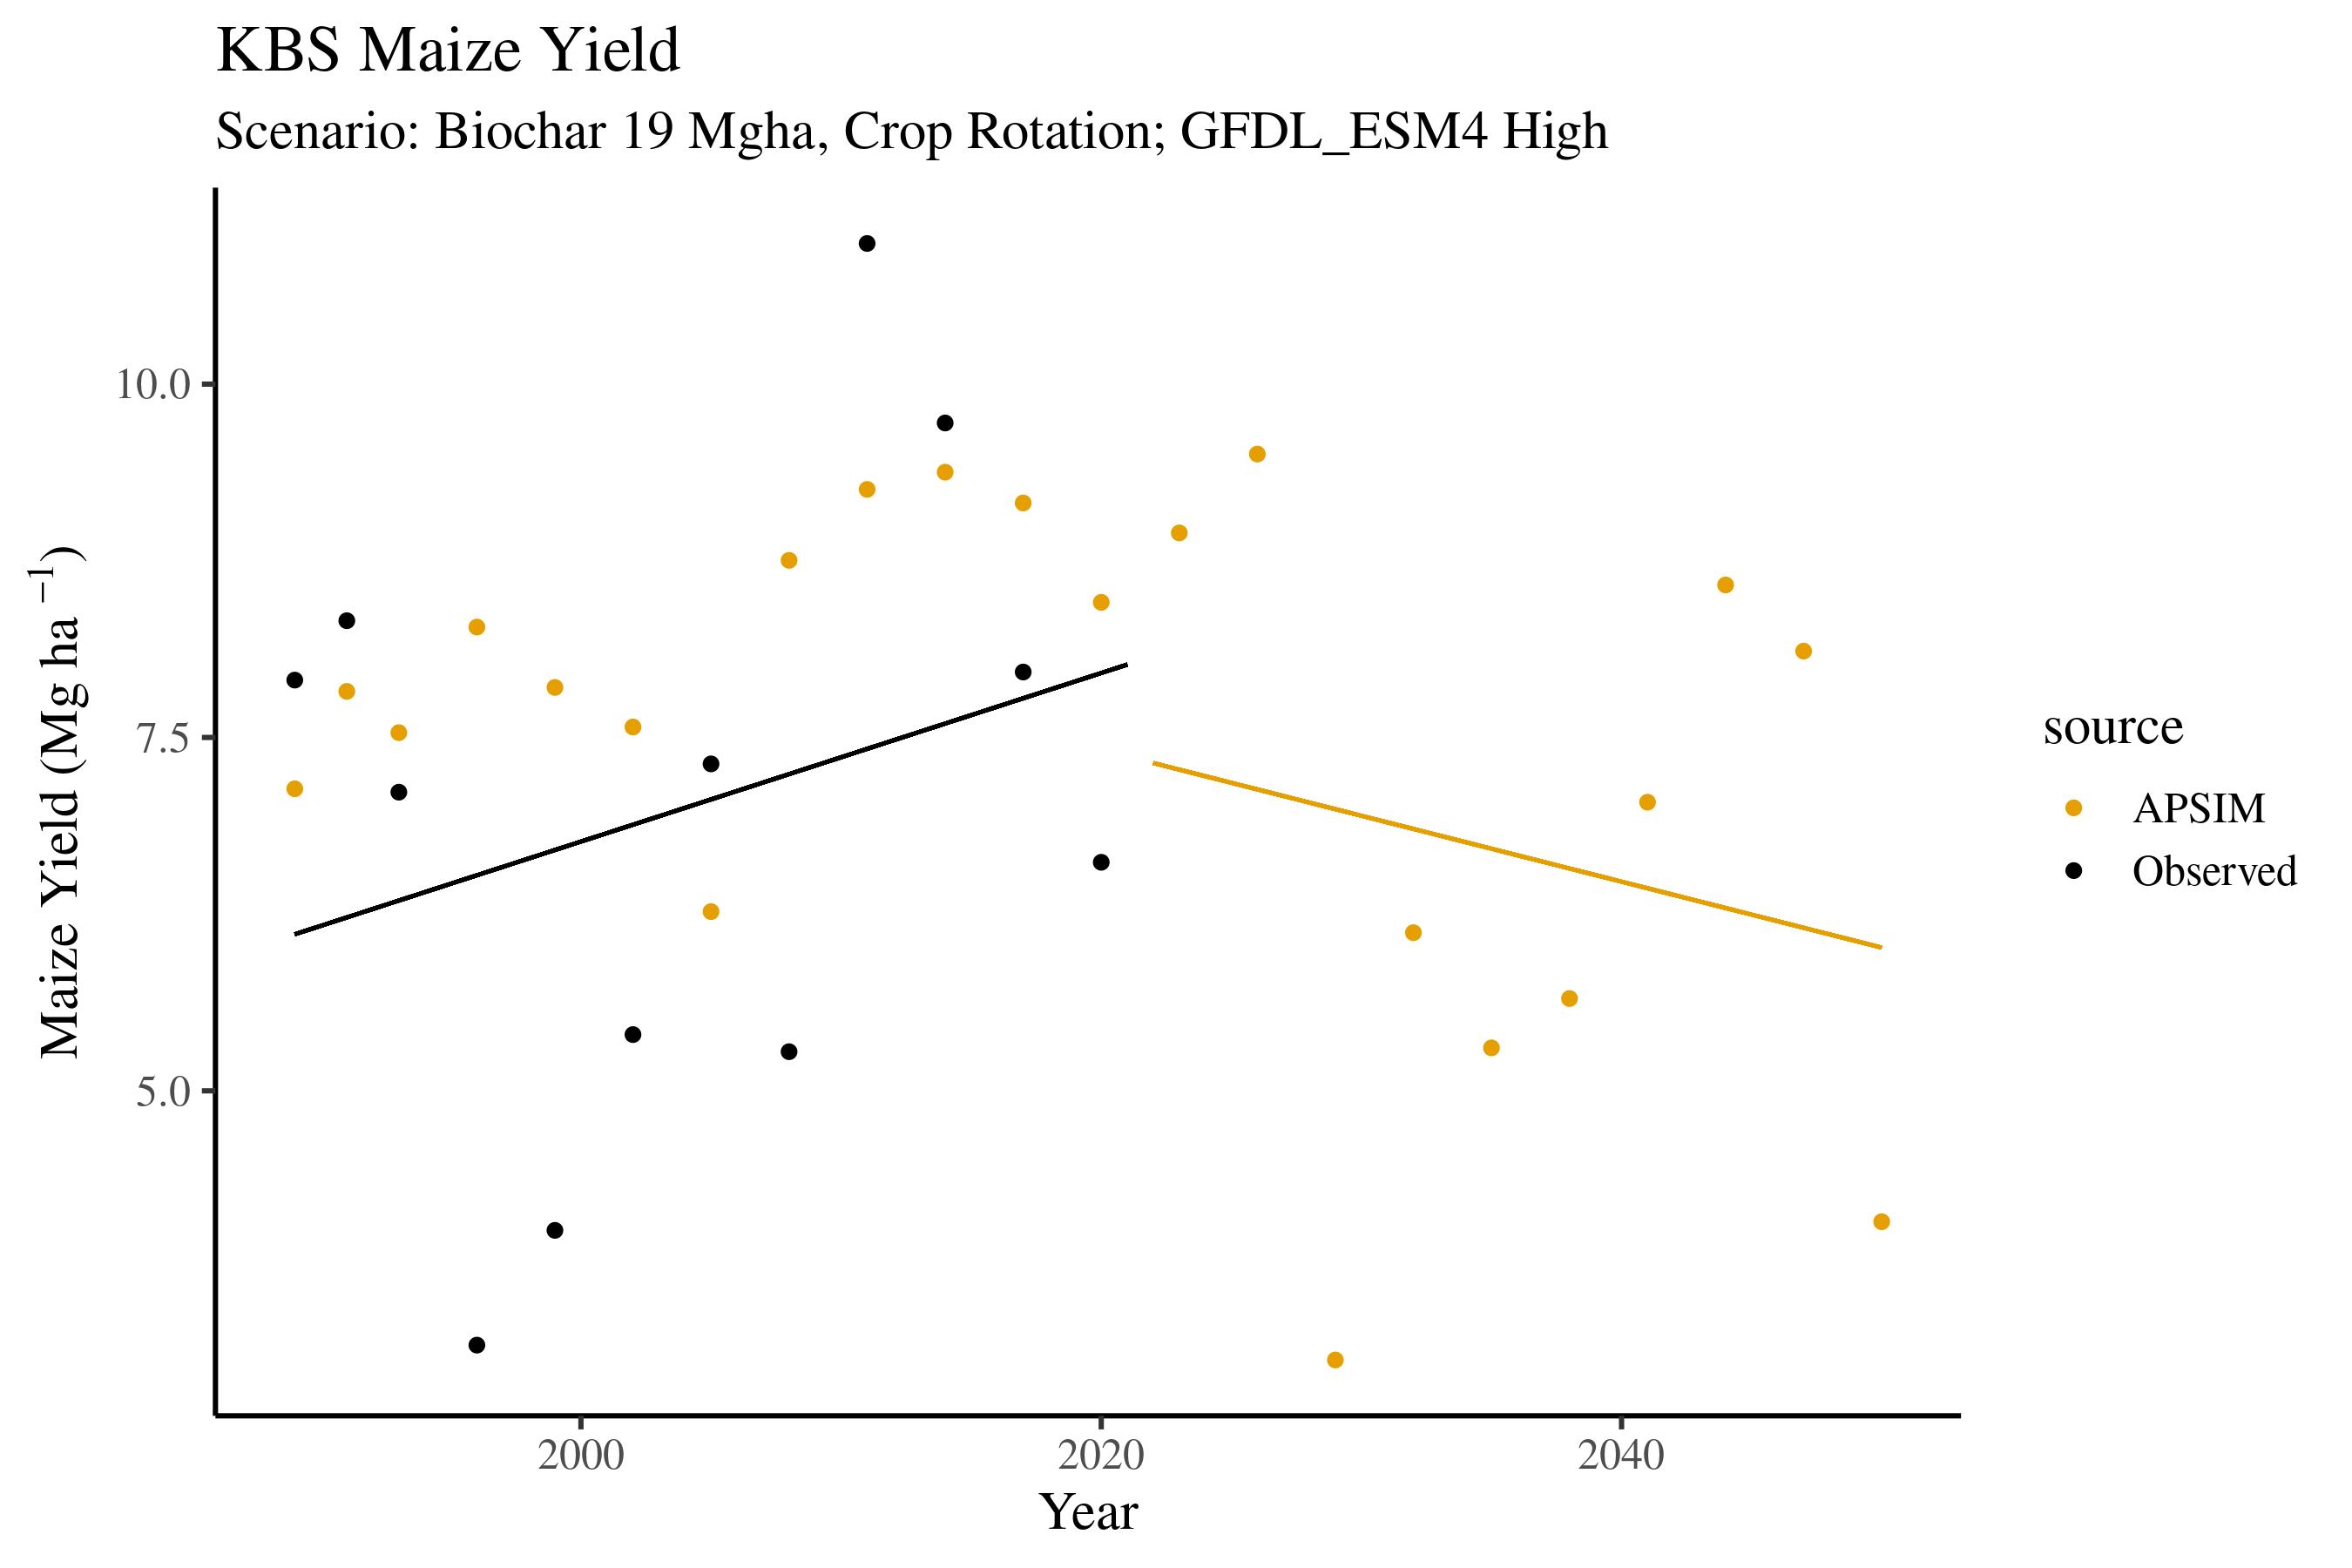 KBS Maize Yield
Scenario: Biochar 19 Mgha, Crop Rotation; GFDL_ESM4 High
Maize Yield (Mg ha −1)
10.0
7.5
5.0
2000
2020
2040
Year
source
APSIM
Observed